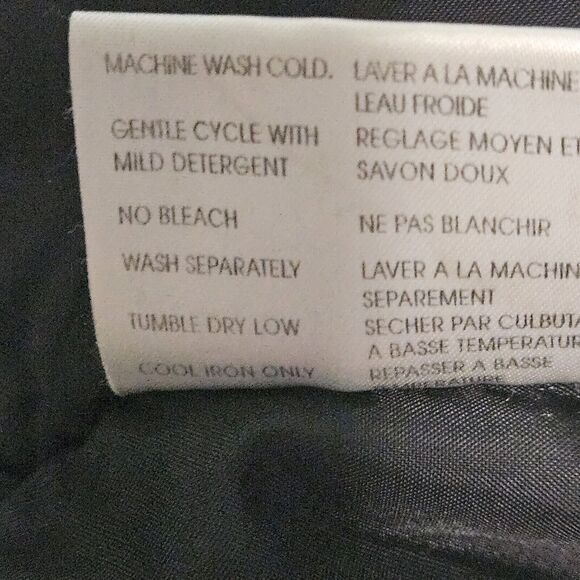 MACHINE WASH COLD.
GENTLE CYCLE WITH
MILD DETERGENT
NO BLEACH
WASH SEPARATELY
TUMBLE DRY LOW
COOL IRON ONLY
LAVER A LA MACHINE
LEAU FROIDE
REGLAGE MOYEN ET
SAVON DOUX
NE PAS BLANCHIR
LAVER A LA MACHIN
SEPAREMENT
SECHER PAR CULBUTA
A BASSE TEMPERATUR
REPASSER A BASSE
TEMPERATURE